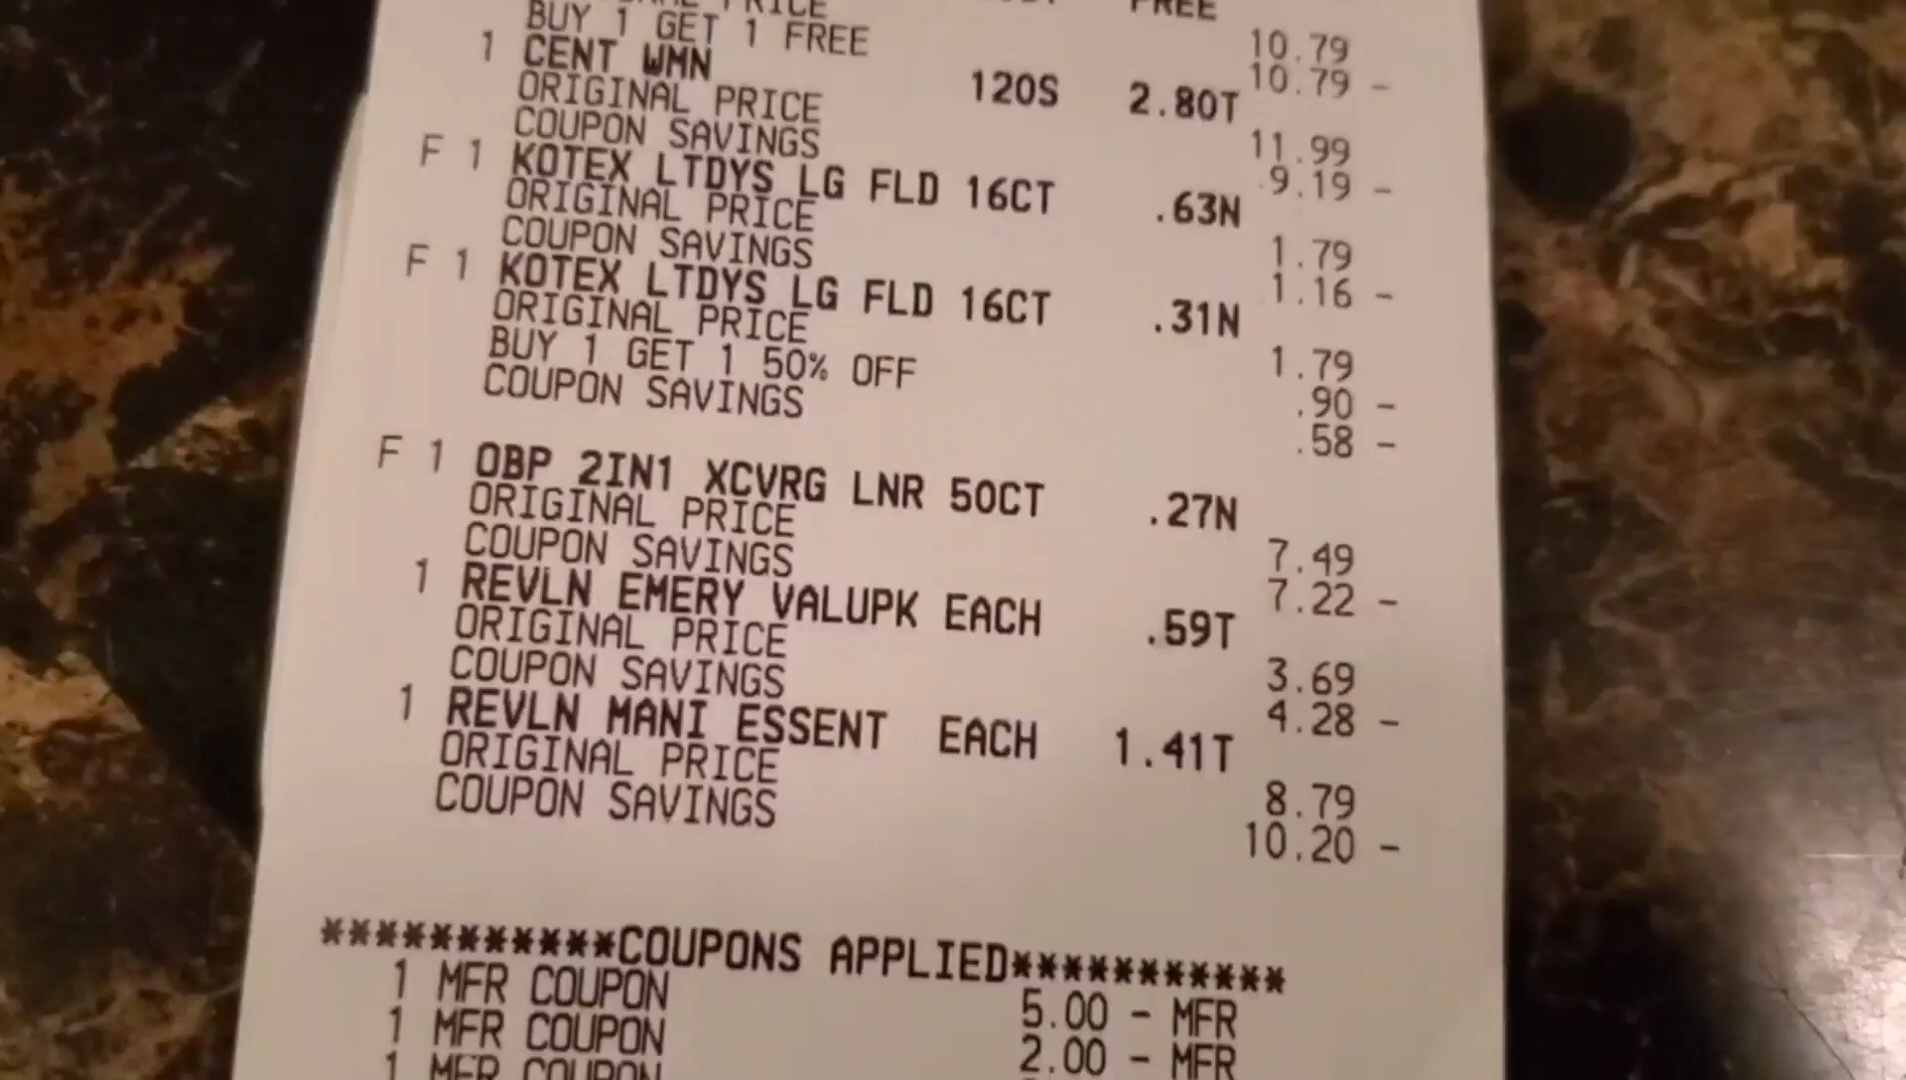 PRICE FREE
BUY 1 GET 1 FREE 10.79
10.79 -
1 CENT WMN 120S 2.80T
ORIGINAL PRICE 11.99
COUPON SAVINGS 9.19 -
F 1 KOTEX LTDYS LG FLD 16CT .63N
ORIGINAL PRICE 1.79
COUPON SAVINGS 1.16 -
F 1 KOTEX LTDYS LG FLD 16CT .31N
ORIGINAL PRICE 1.79
BUY 1 GET 1 50% OFF .90 -
COUPON SAVINGS .58 -
F 1 OBP 2IN1 XCVRG LNR 50CT .27N
ORIGINAL PRICE 7.49
COUPON SAVINGS 7.22 -
1 REVLN EMERY VALUPK EACH .59T
ORIGINAL PRICE 3.69
COUPON SAVINGS 4.28 -
1 REVLN MANI ESSENT EACH 1.41T
ORIGINAL PRICE 8.79
COUPON SAVINGS 10.20 -
***********COUPONS APPLIED***********
1 MFR COUPON 5.00 - MFR
1 MFR COUPON 2.00 - MFR
1 MFR COUPON